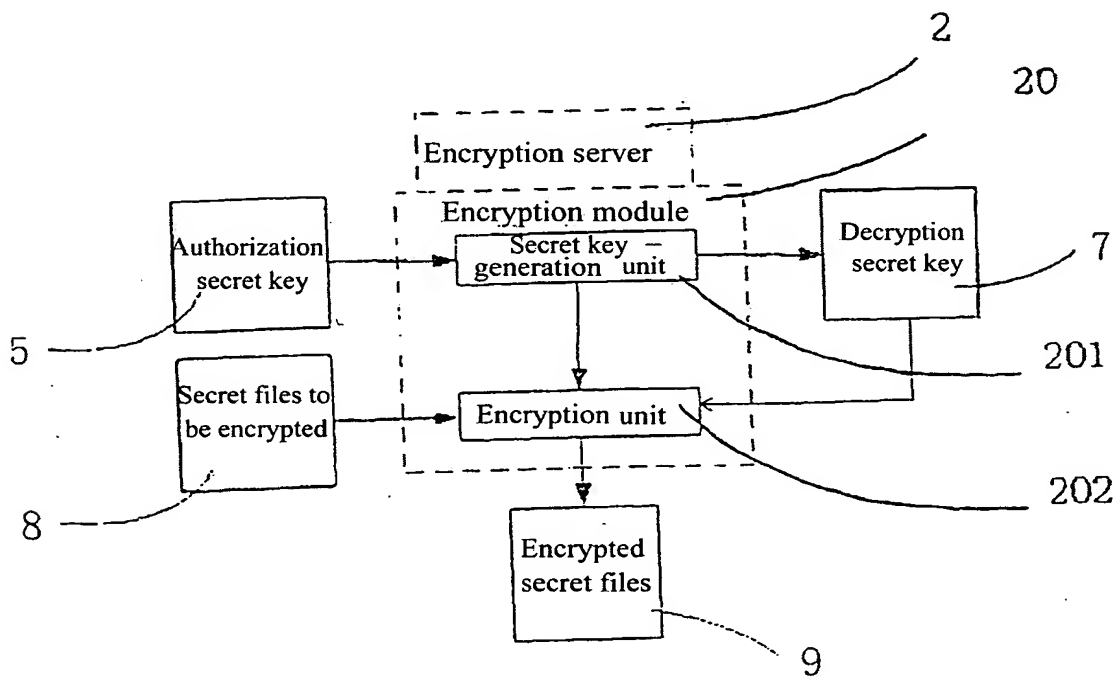 2
20
Encryption server
Encryption module
Authorization
secret key
Secret key
generation unit
Decryption
secret key
7
5
201
Secret files to
be encrypted
Encryption unit
8
202
Encrypted
secret files
9